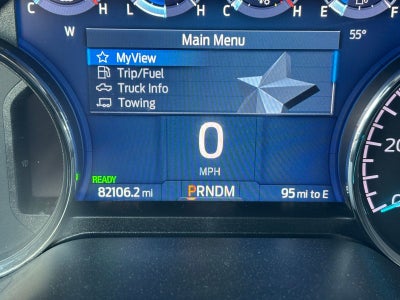 L H C H C H E F
W Main Menu 55°
MyView
Trip/Fuel
Truck Info
Towing
0
MPH
READY
82106.2 mi PRNDM 95 mi to E
20